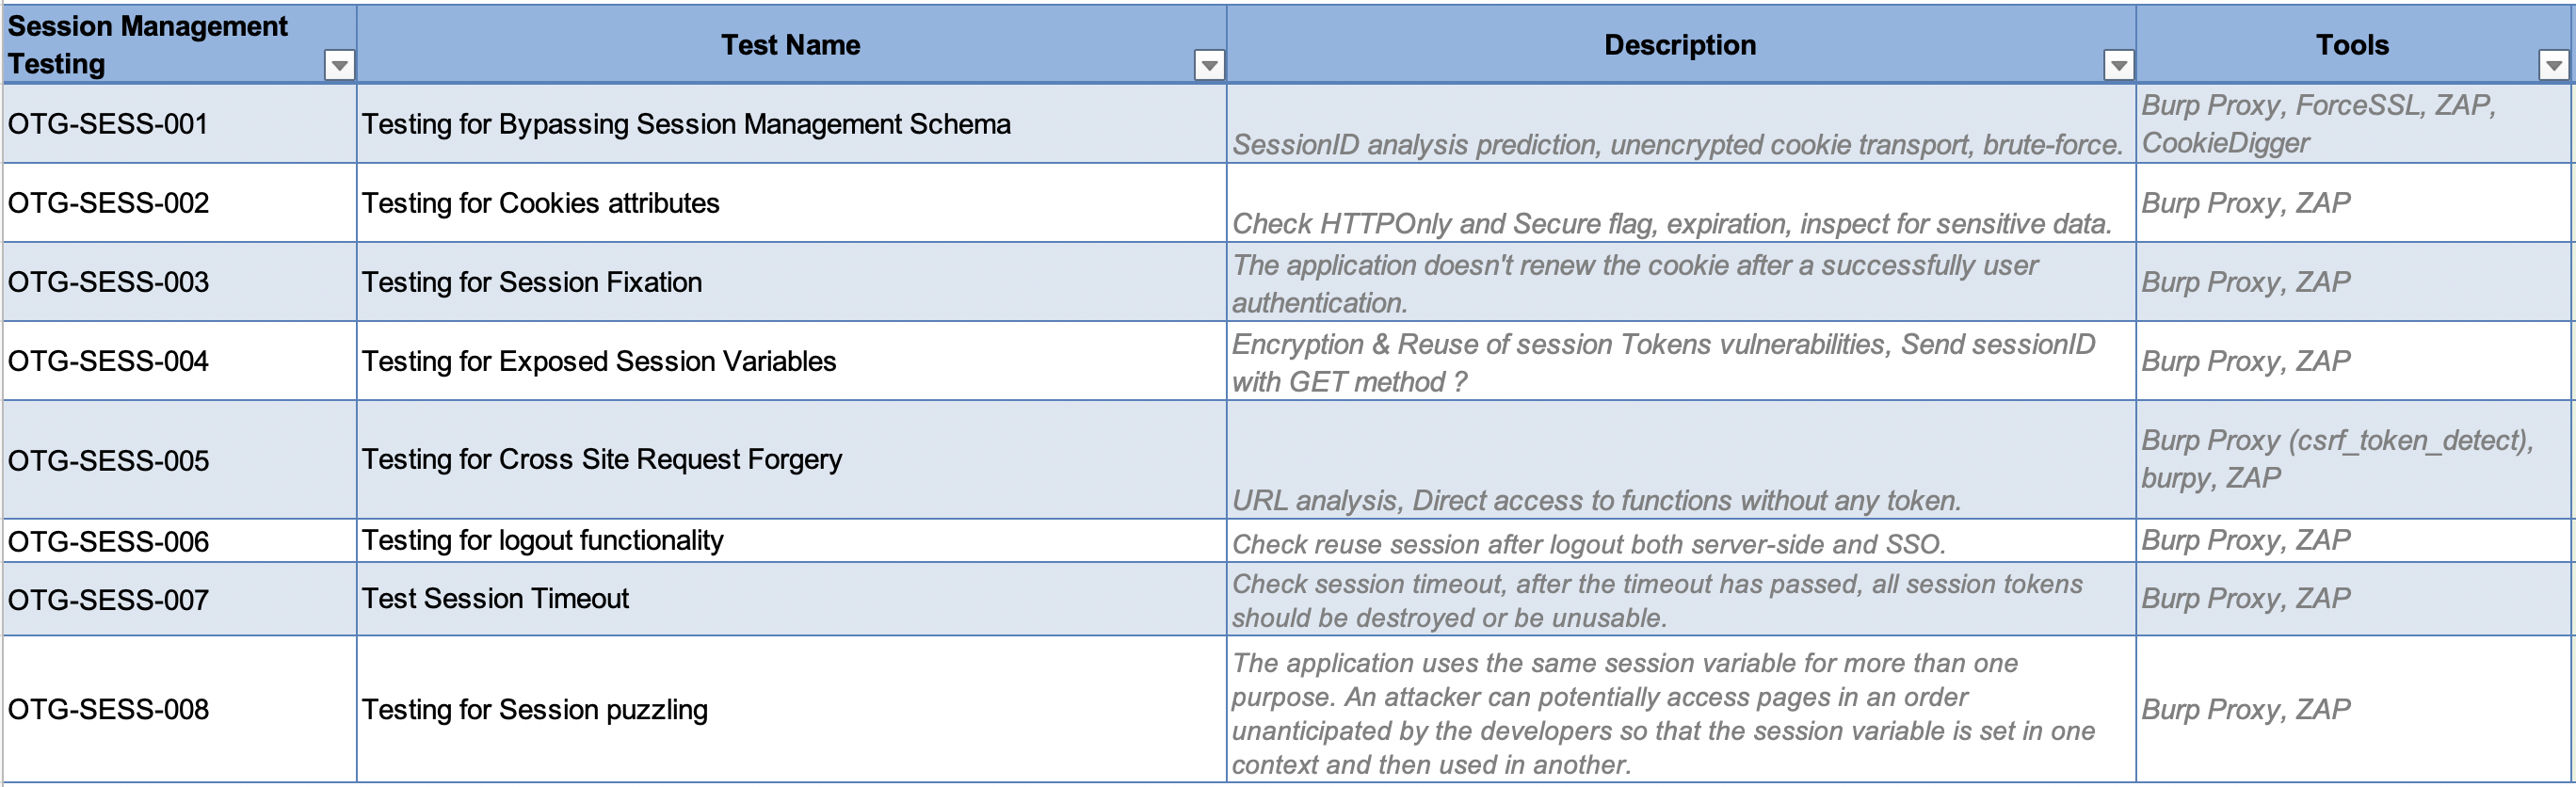 Session Management
Testing
Test Name
Description
Tools
OTG-SESS-001
Testing for Bypassing Session Management Schema
SessionID analysis prediction, unencrypted cookie transport, brute-force.
Burp Proxy, ForceSSL, ZAP,
CookieDigger
OTG-SESS-002
Testing for Cookies attributes
Check HTTPOnly and Secure flag, expiration, inspect for sensitive data.
Burp Proxy, ZAP
OTG-SESS-003
Testing for Session Fixation
The application doesn't renew the cookie after a successfully user
authentication.
Burp Proxy, ZAP
OTG-SESS-004
Testing for Exposed Session Variables
Encryption & Reuse of session Tokens vulnerabilities, Send sessionID
with GET method ?
Burp Proxy, ZAP
OTG-SESS-005
Testing for Cross Site Request Forgery
URL analysis, Direct access to functions without any token.
Burp Proxy (csrf_token_detect),
burpy, ZAP
OTG-SESS-006
Testing for logout functionality
Check reuse session after logout both server-side and SSO.
Burp Proxy, ZAP
OTG-SESS-007
Test Session Timeout
Check session timeout, after the timeout has passed, all session tokens
should be destroyed or be unusable.
Burp Proxy, ZAP
OTG-SESS-008
Testing for Session puzzling
The application uses the same session variable for more than one
purpose. An attacker can potentially access pages in an order
unanticipated by the developers so that the session variable is set in one
context and then used in another.
Burp Proxy, ZAP